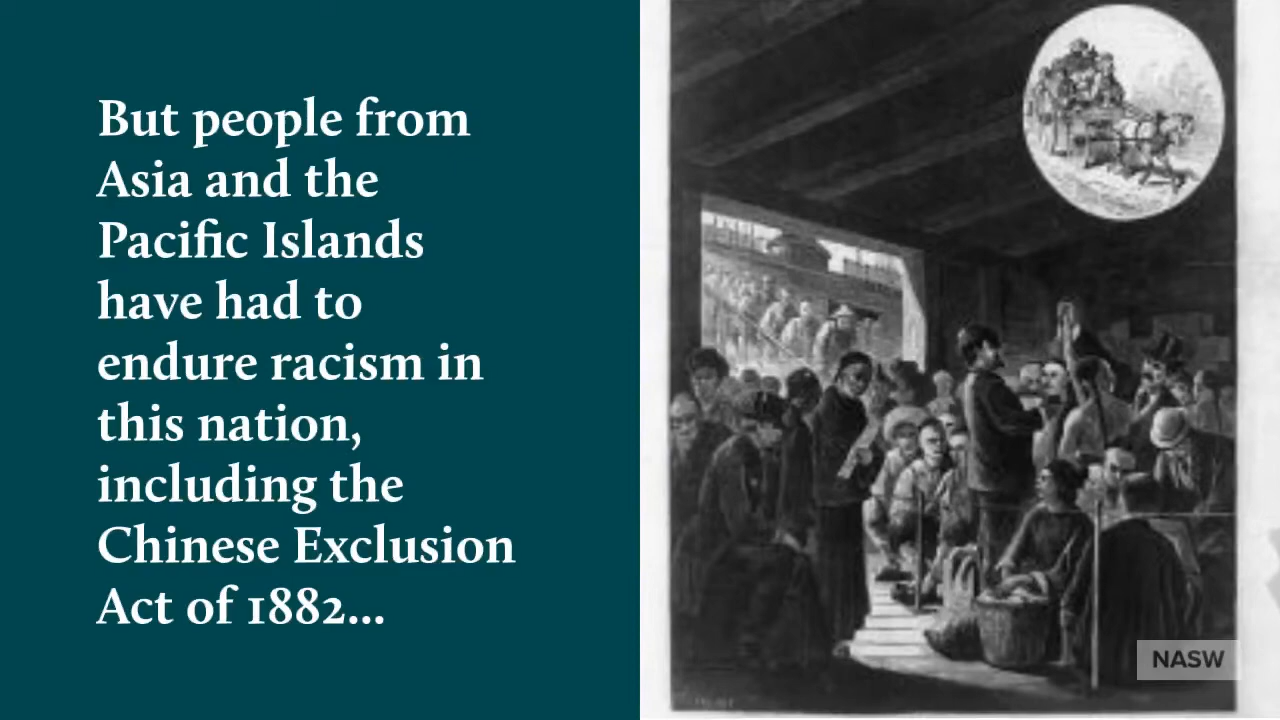 But people from
Asia and the
Pacific Islands
have had to
endure racism in
this nation,
including the
Chinese Exclusion
Act of 1882...
NASW